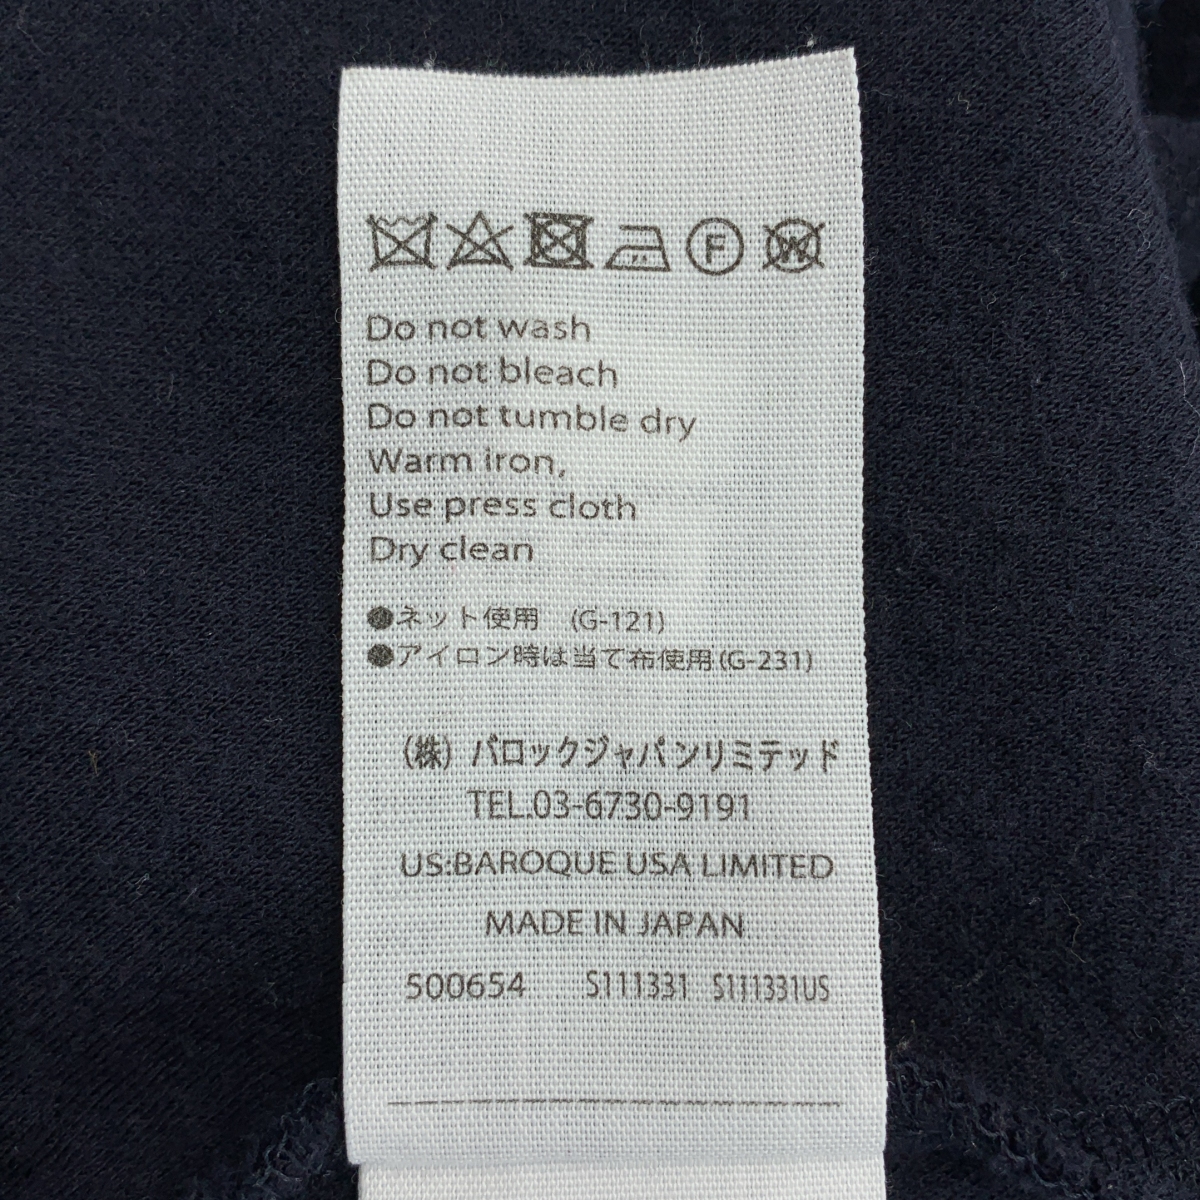 F W
Do not wash
Do not bleach
Do not tumble dry
Warm iron,
Use press cloth
Dry clean
●ネット使用 (G-121)
●アイロン時は当て布使用(G-231)
(株) バロックジャパンリミテッド
TEL.03-6730-9191
US:BAROQUE USA LIMITED
MADE IN JAPAN
500654 S111331 S111331US